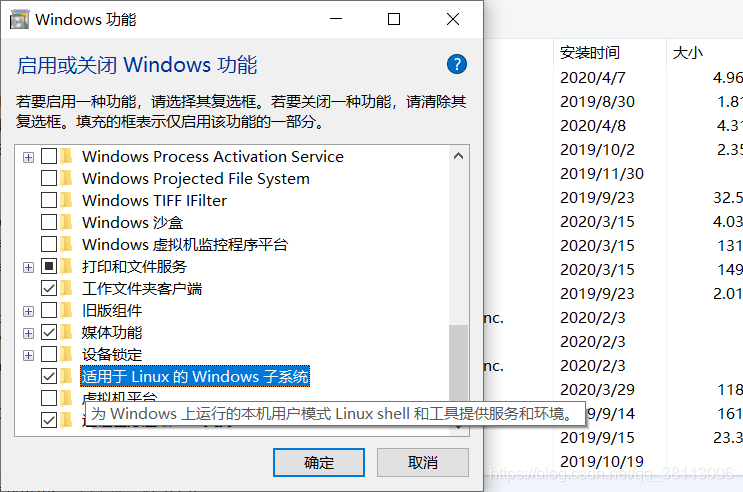 Windows 功能
启用或关闭 Windows 功能
若要启用一种功能，请选择其复选框。若要关闭一种功能，请清除其
复选框。填充的框表示仅启用该功能的一部分。
Windows Process Activation Service
Windows Projected File System
Windows TIFF IFilter
Windows 沙盒
Windows 虚拟机监控程序平台
打印和文件服务
工作文件夹客户端
旧版组件
媒体功能
设备锁定
适用于 Linux 的 Windows 子系统
虚拟机平台
为 Windows 上运行的本机用户模式 Linux shell 和工具提供服务和环境。
确定
取消
安装时间 大小
2020/4/7 4.96
2019/8/30 1.81
2020/4/8 4.31
2019/10/2 2.35
2019/11/30
2019/9/23 32.5
2020/3/15 4.03
2020/3/15 131
2020/3/15 149
2019/9/23 2.01
nc. 2020/2/3
2020/2/3
nc. 2020/2/3
2020/3/29 118
2019/9/14 161
2019/9/15 23.3
2019/10/19
https://blog.csdn.net/qq_38113006